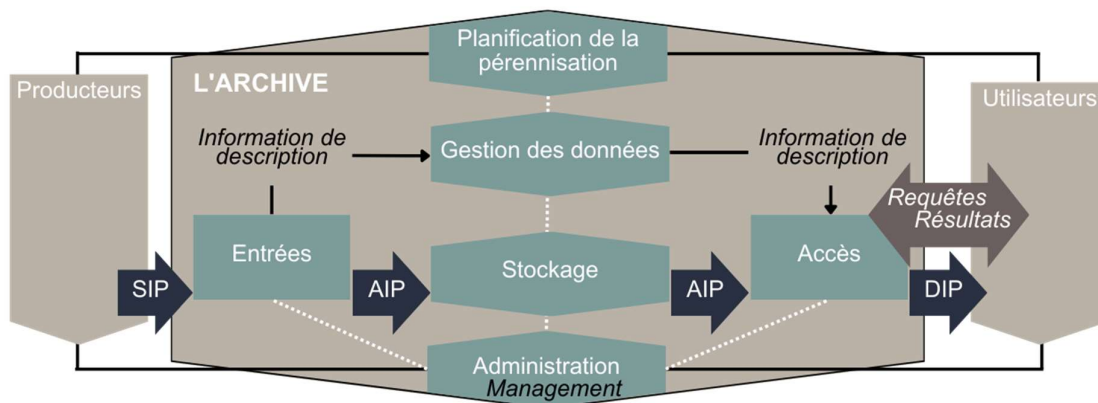 Planification de la
pérennisation
Producteurs
L'ARCHIVE
Utilisateurs
Information de
description
Gestion des données
Information de
description
Requêtes
Résultats
Entrées
Stockage
Accès
SIP
AIP
AIP
DIP
Administration
Management